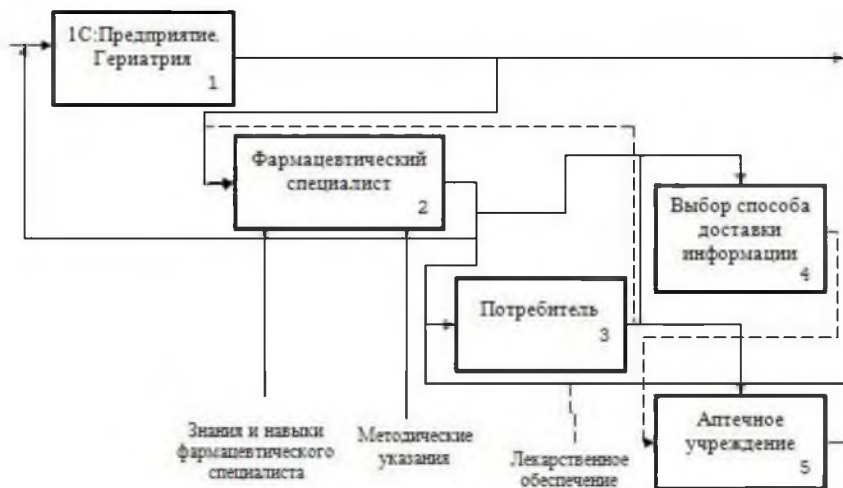 1С:Предприятие.
Гериатрия
1
Фармацевтический
специалист
2
Выбор способа
доставки
информации
4
Потребитель
3
Знания и навыки
фармацевтического
специалиста
Методические
указания
Лекарственное
обеспечение
Аптечное
учреждение
5